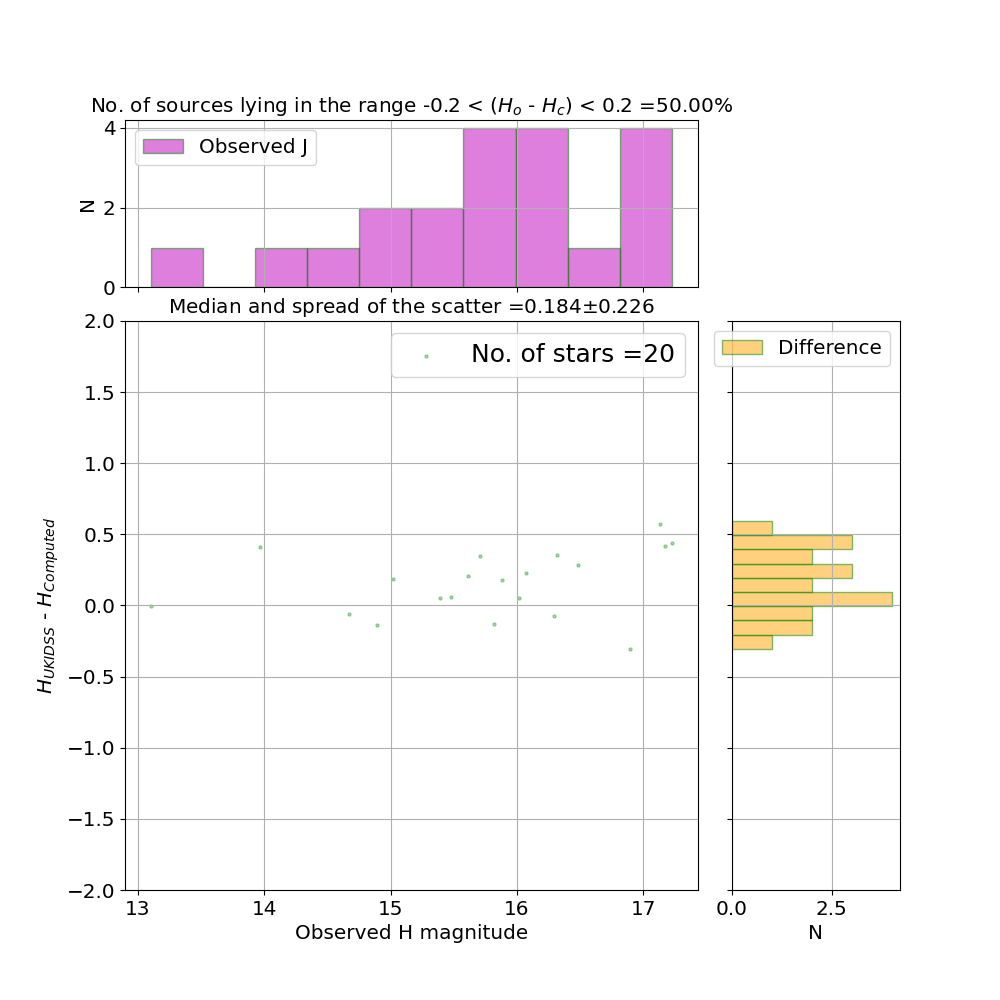 No. of sources lying in the range -0.2 < (H_o - H_c) < 0.2 =50.00%
4
2
0
N
Observed J
13
14
15
16
17
Median and spread of the scatter =0.184±0.226
2.0
1.5
1.0
0.5
0.0
−0.5
−1.0
−1.5
−2.0
H_UKIDSS - H_Computed
No. of stars =20
Observed H magnitude
Difference
0.0
2.5
N